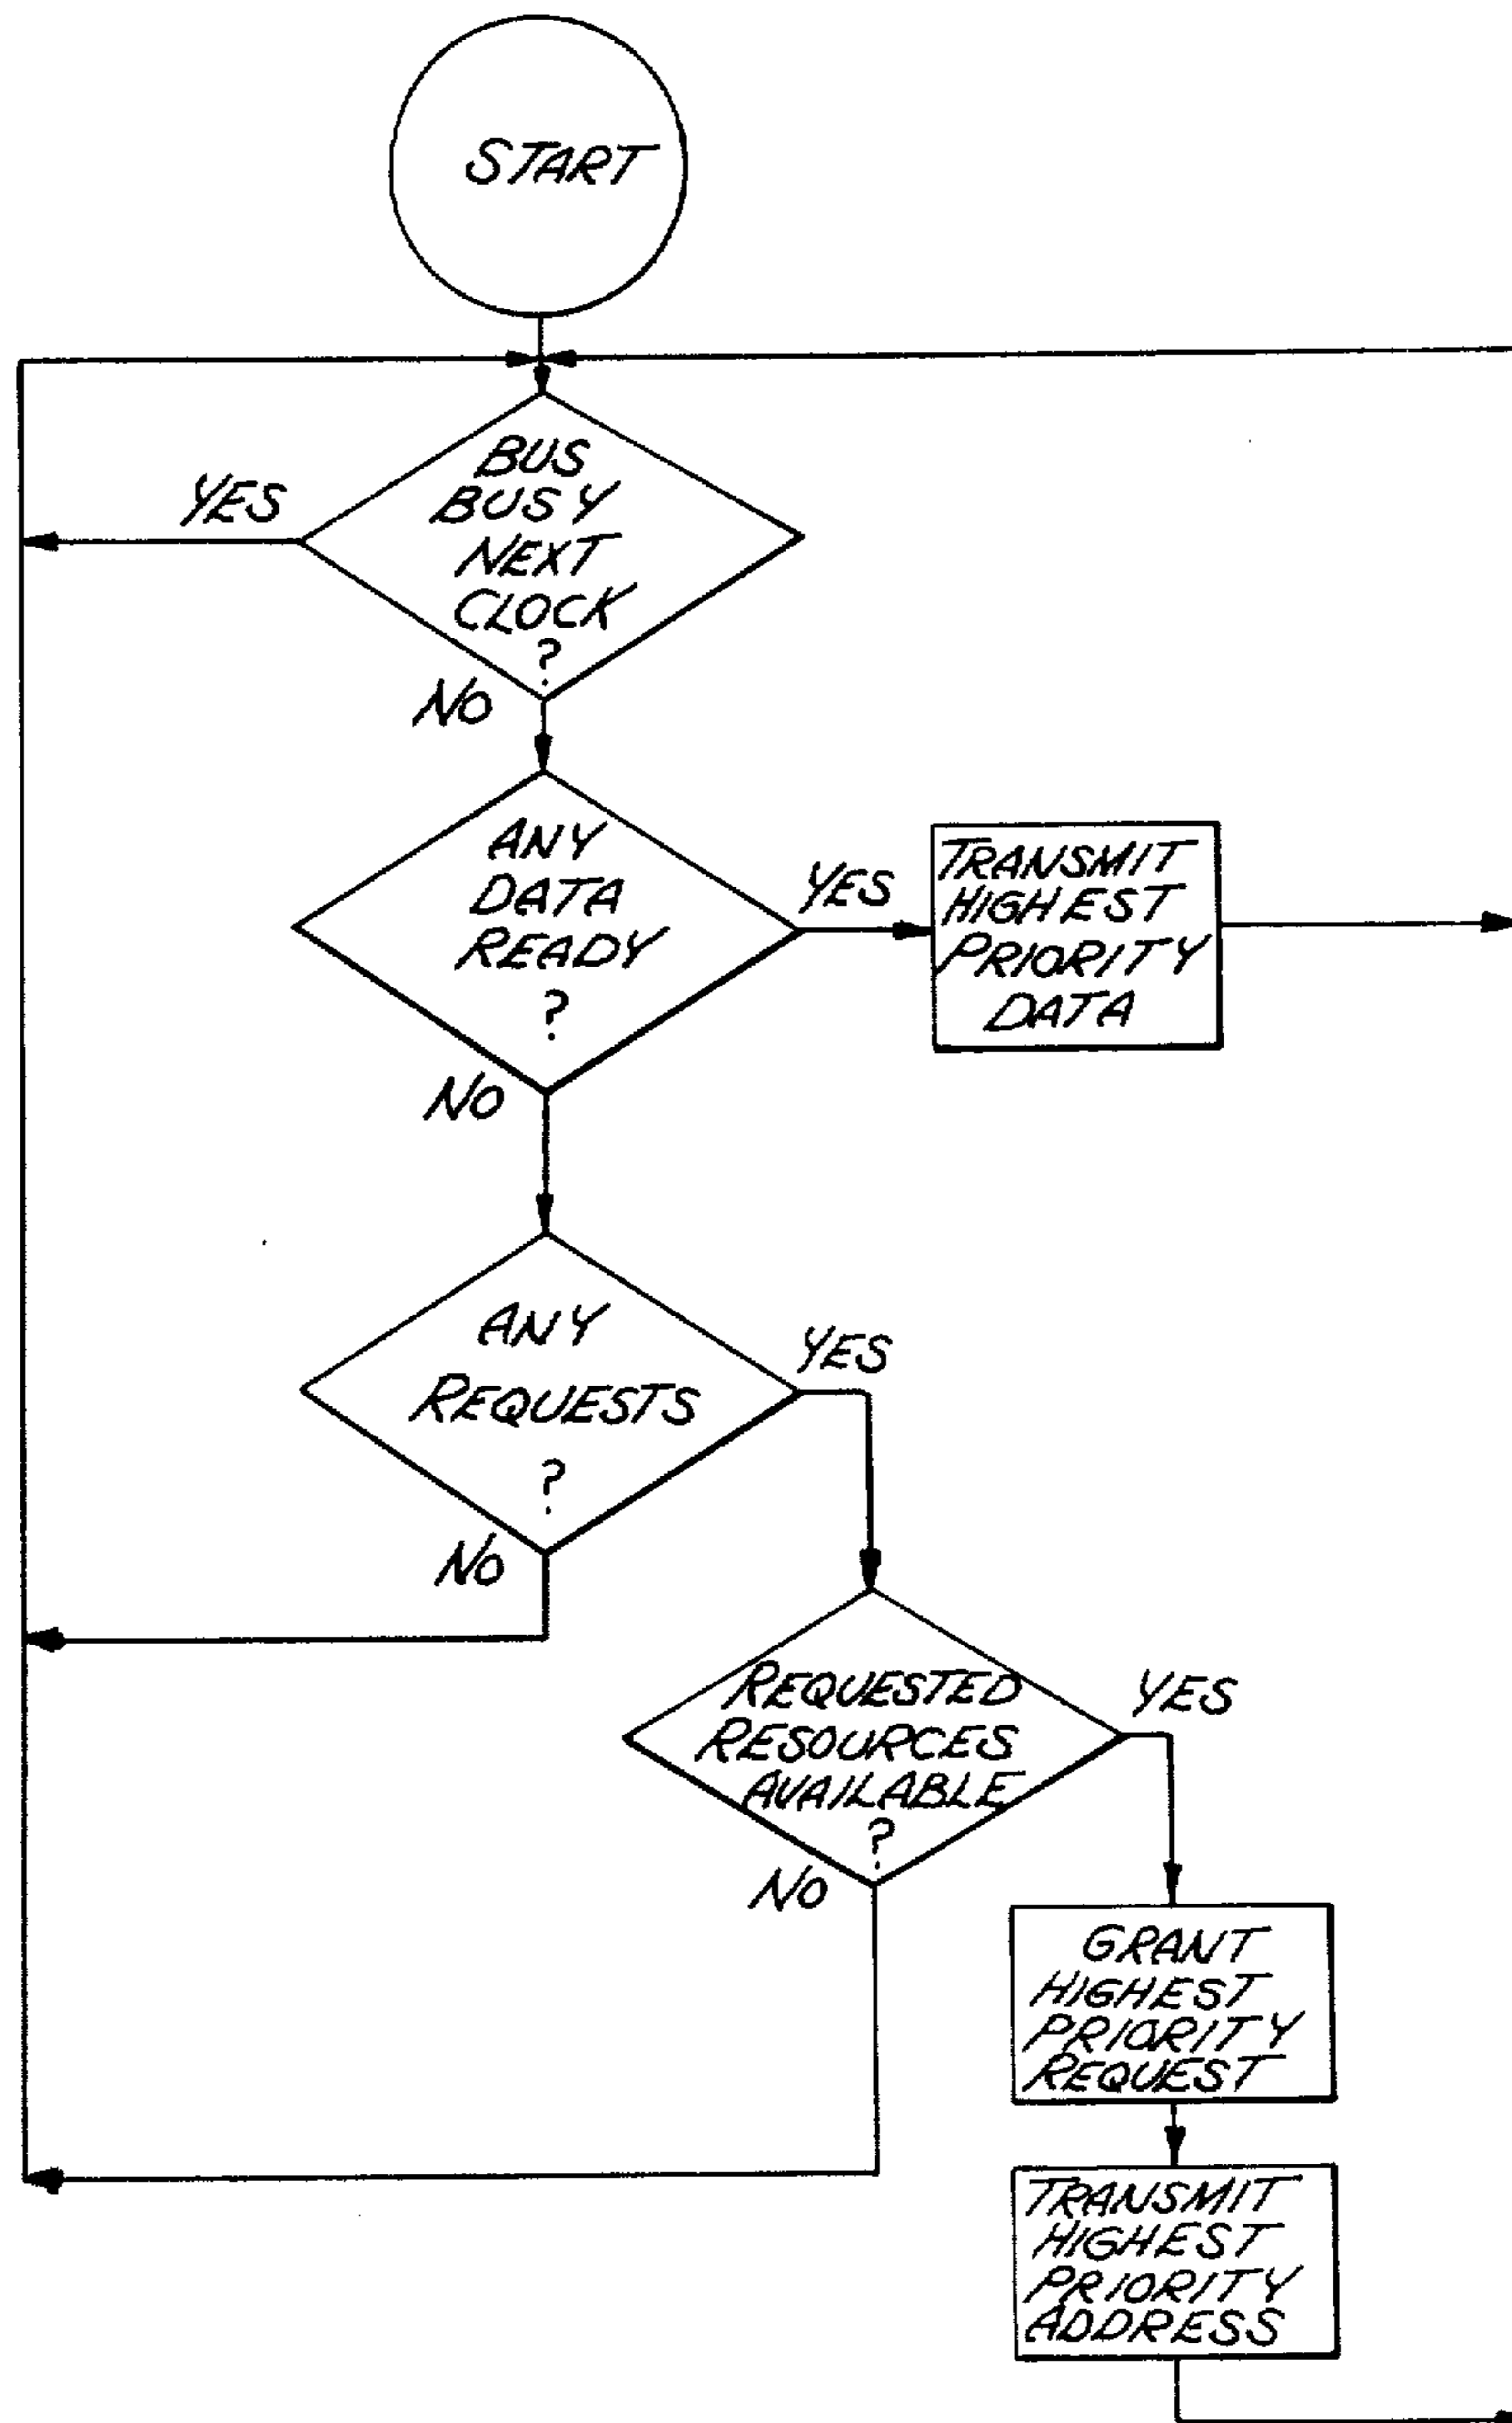 START
BUS
BUSY
NEXT
CLOCK
?
YES
NO
ANY
DATA
READY
?
YES
NO
TRANSMIT
HIGHEST
PRIORITY
DATA
ANY
REQUESTS
?
YES
NO
REQUESTED
RESOURCES
AVAILABLE
?
YES
NO
GRANT
HIGHEST
PRIORITY
REQUEST
TRANSMIT
HIGHEST
PRIORITY
ADDRESS